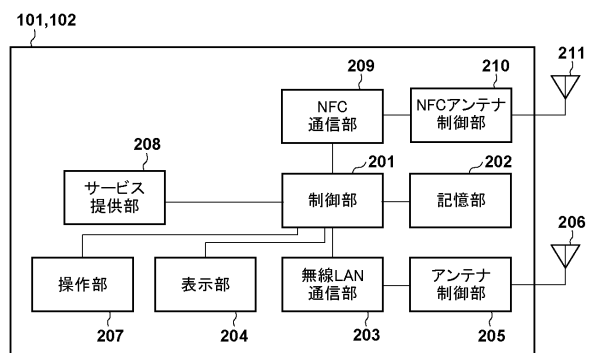 101,102
209
210
211
NFC
通信部
NFCアンテナ
制御部
208
201
202
サービス
提供部
制御部
記憶部
206
操作部
表示部
無線LAN
通信部
アンテナ
制御部
207
204
203
205